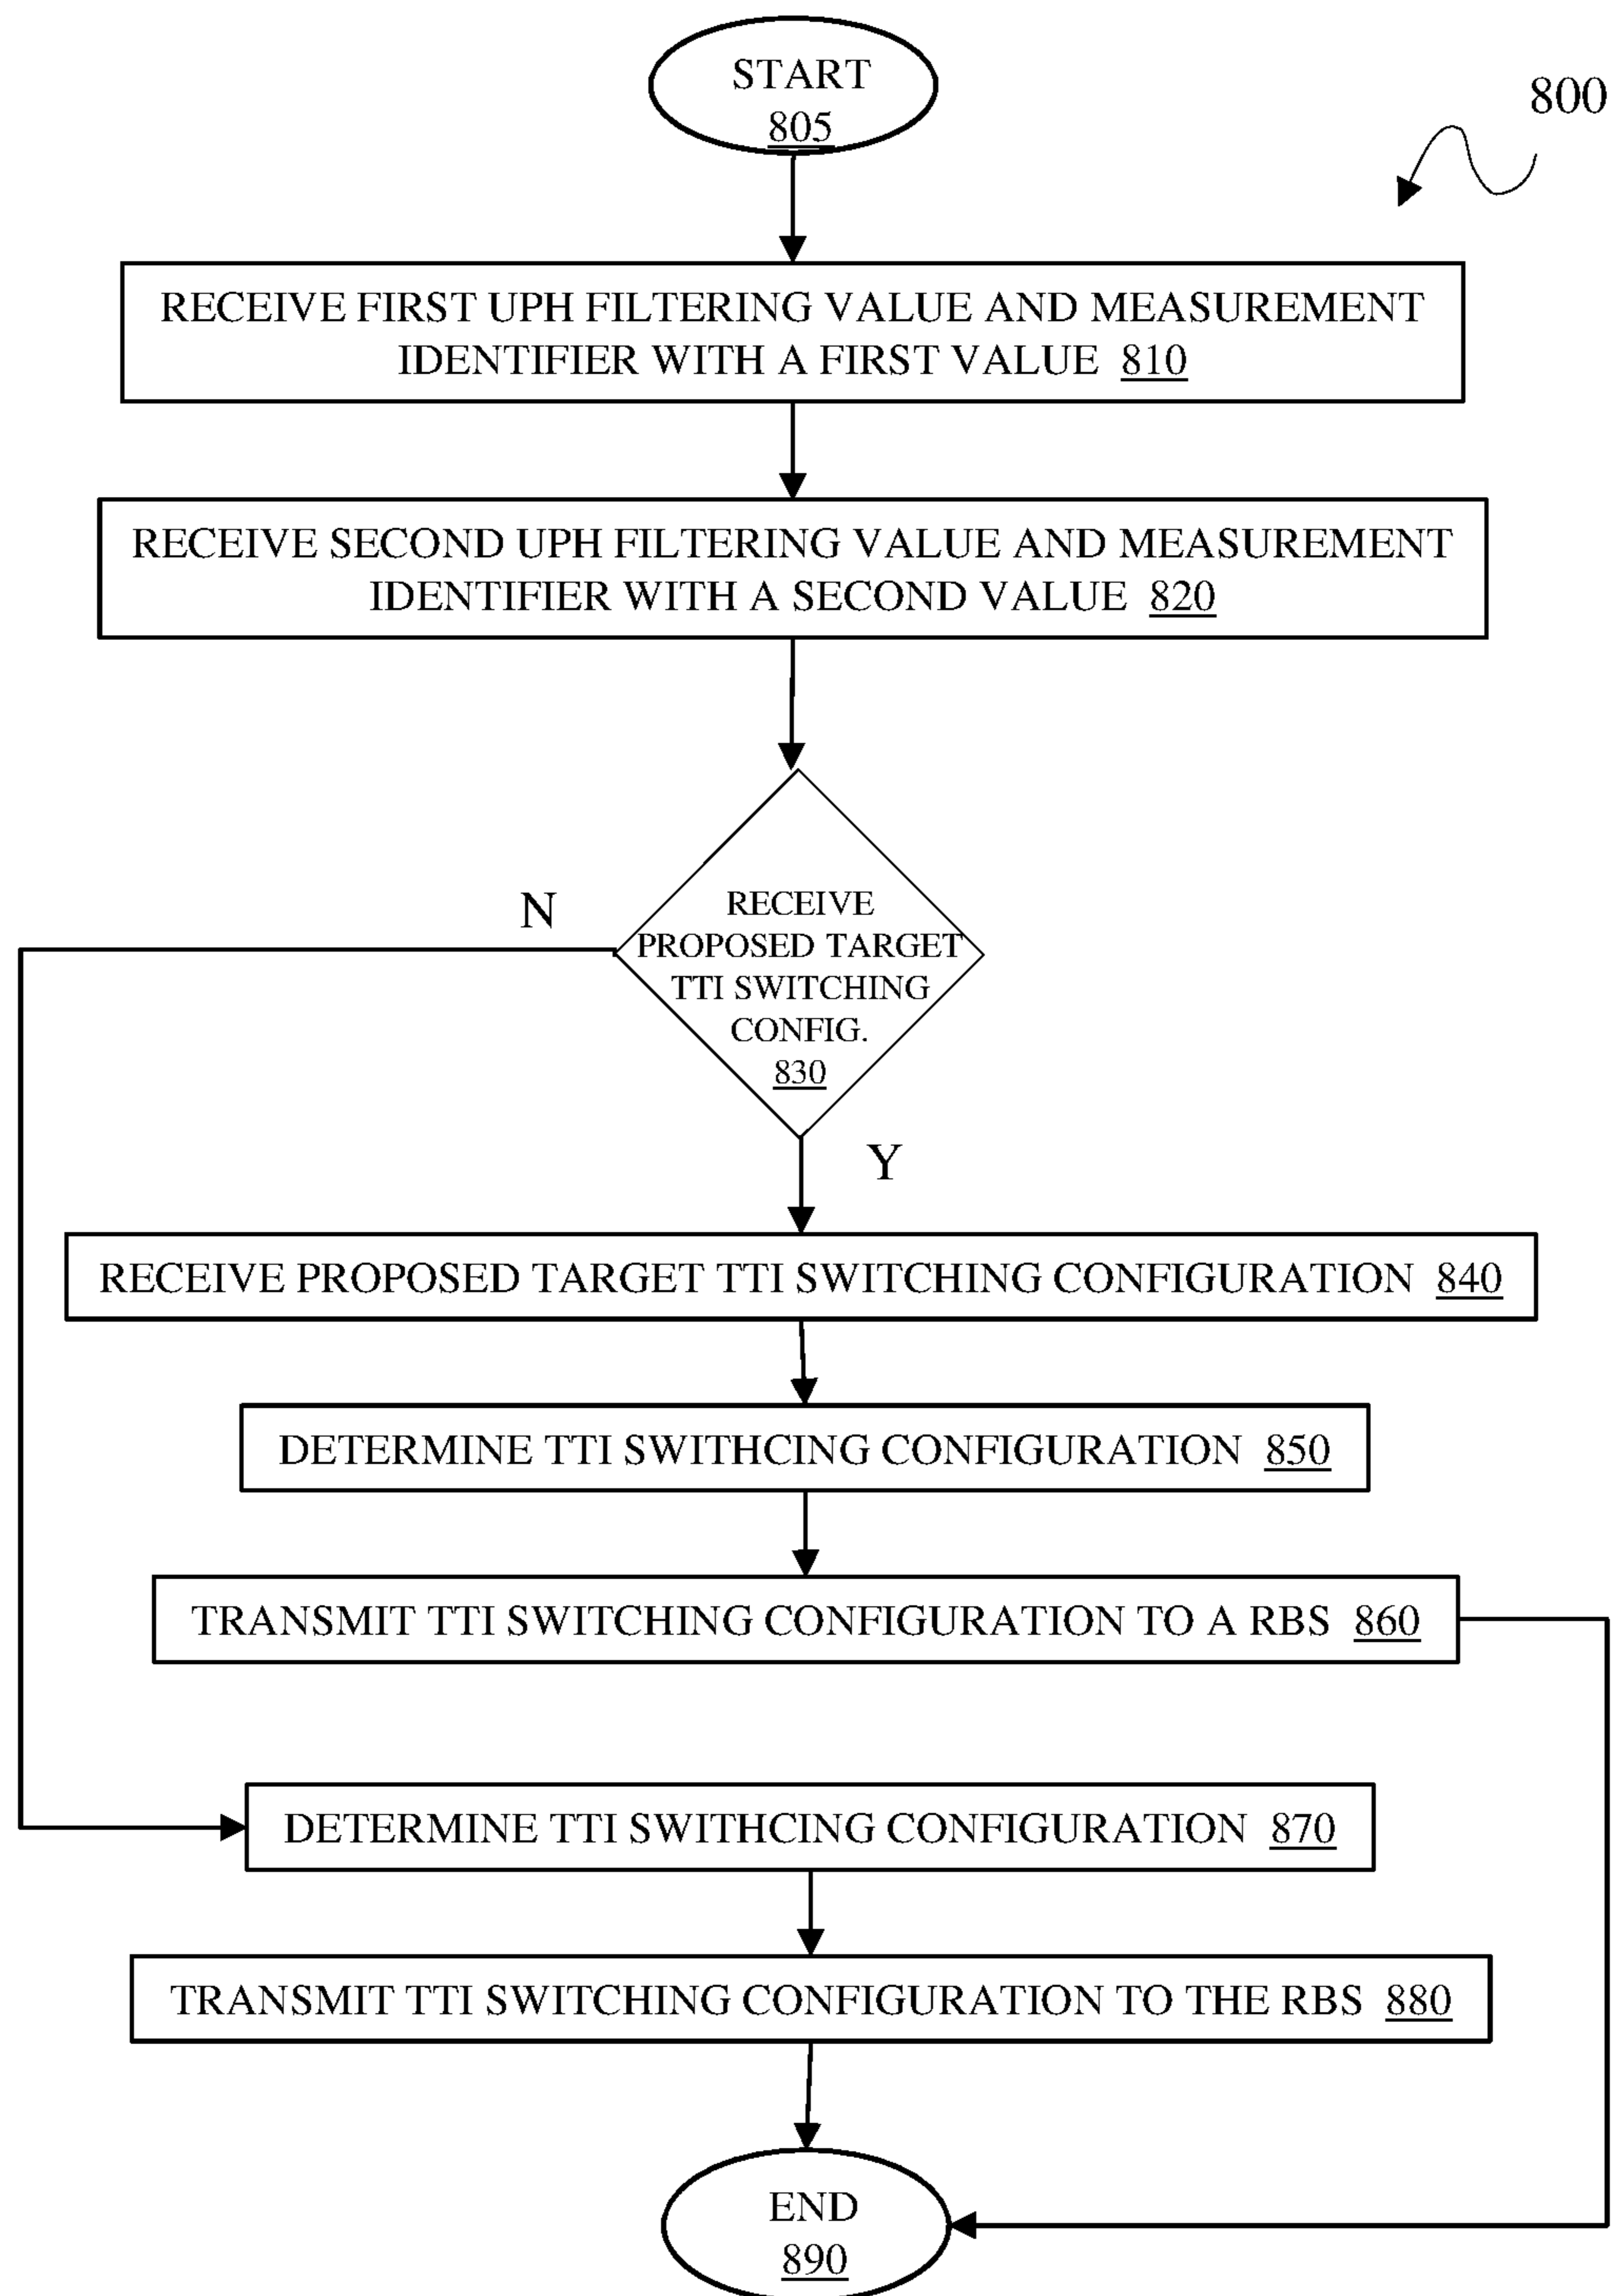 START
805
800
RECEIVE FIRST UPH FILTERING VALUE AND MEASUREMENT
IDENTIFIER WITH A FIRST VALUE 810
RECEIVE SECOND UPH FILTERING VALUE AND MEASUREMENT
IDENTIFIER WITH A SECOND VALUE 820
N
RECEIVE
PROPOSED TARGET
TTI SWITCHING
CONFIG.
830
Y
RECEIVE PROPOSED TARGET TTI SWITCHING CONFIGURATION 840
DETERMINE TTI SWITHCING CONFIGURATION 850
TRANSMIT TTI SWITCHING CONFIGURATION TO A RBS 860
DETERMINE TTI SWITHCING CONFIGURATION 870
TRANSMIT TTI SWITCHING CONFIGURATION TO THE RBS 880
END
890